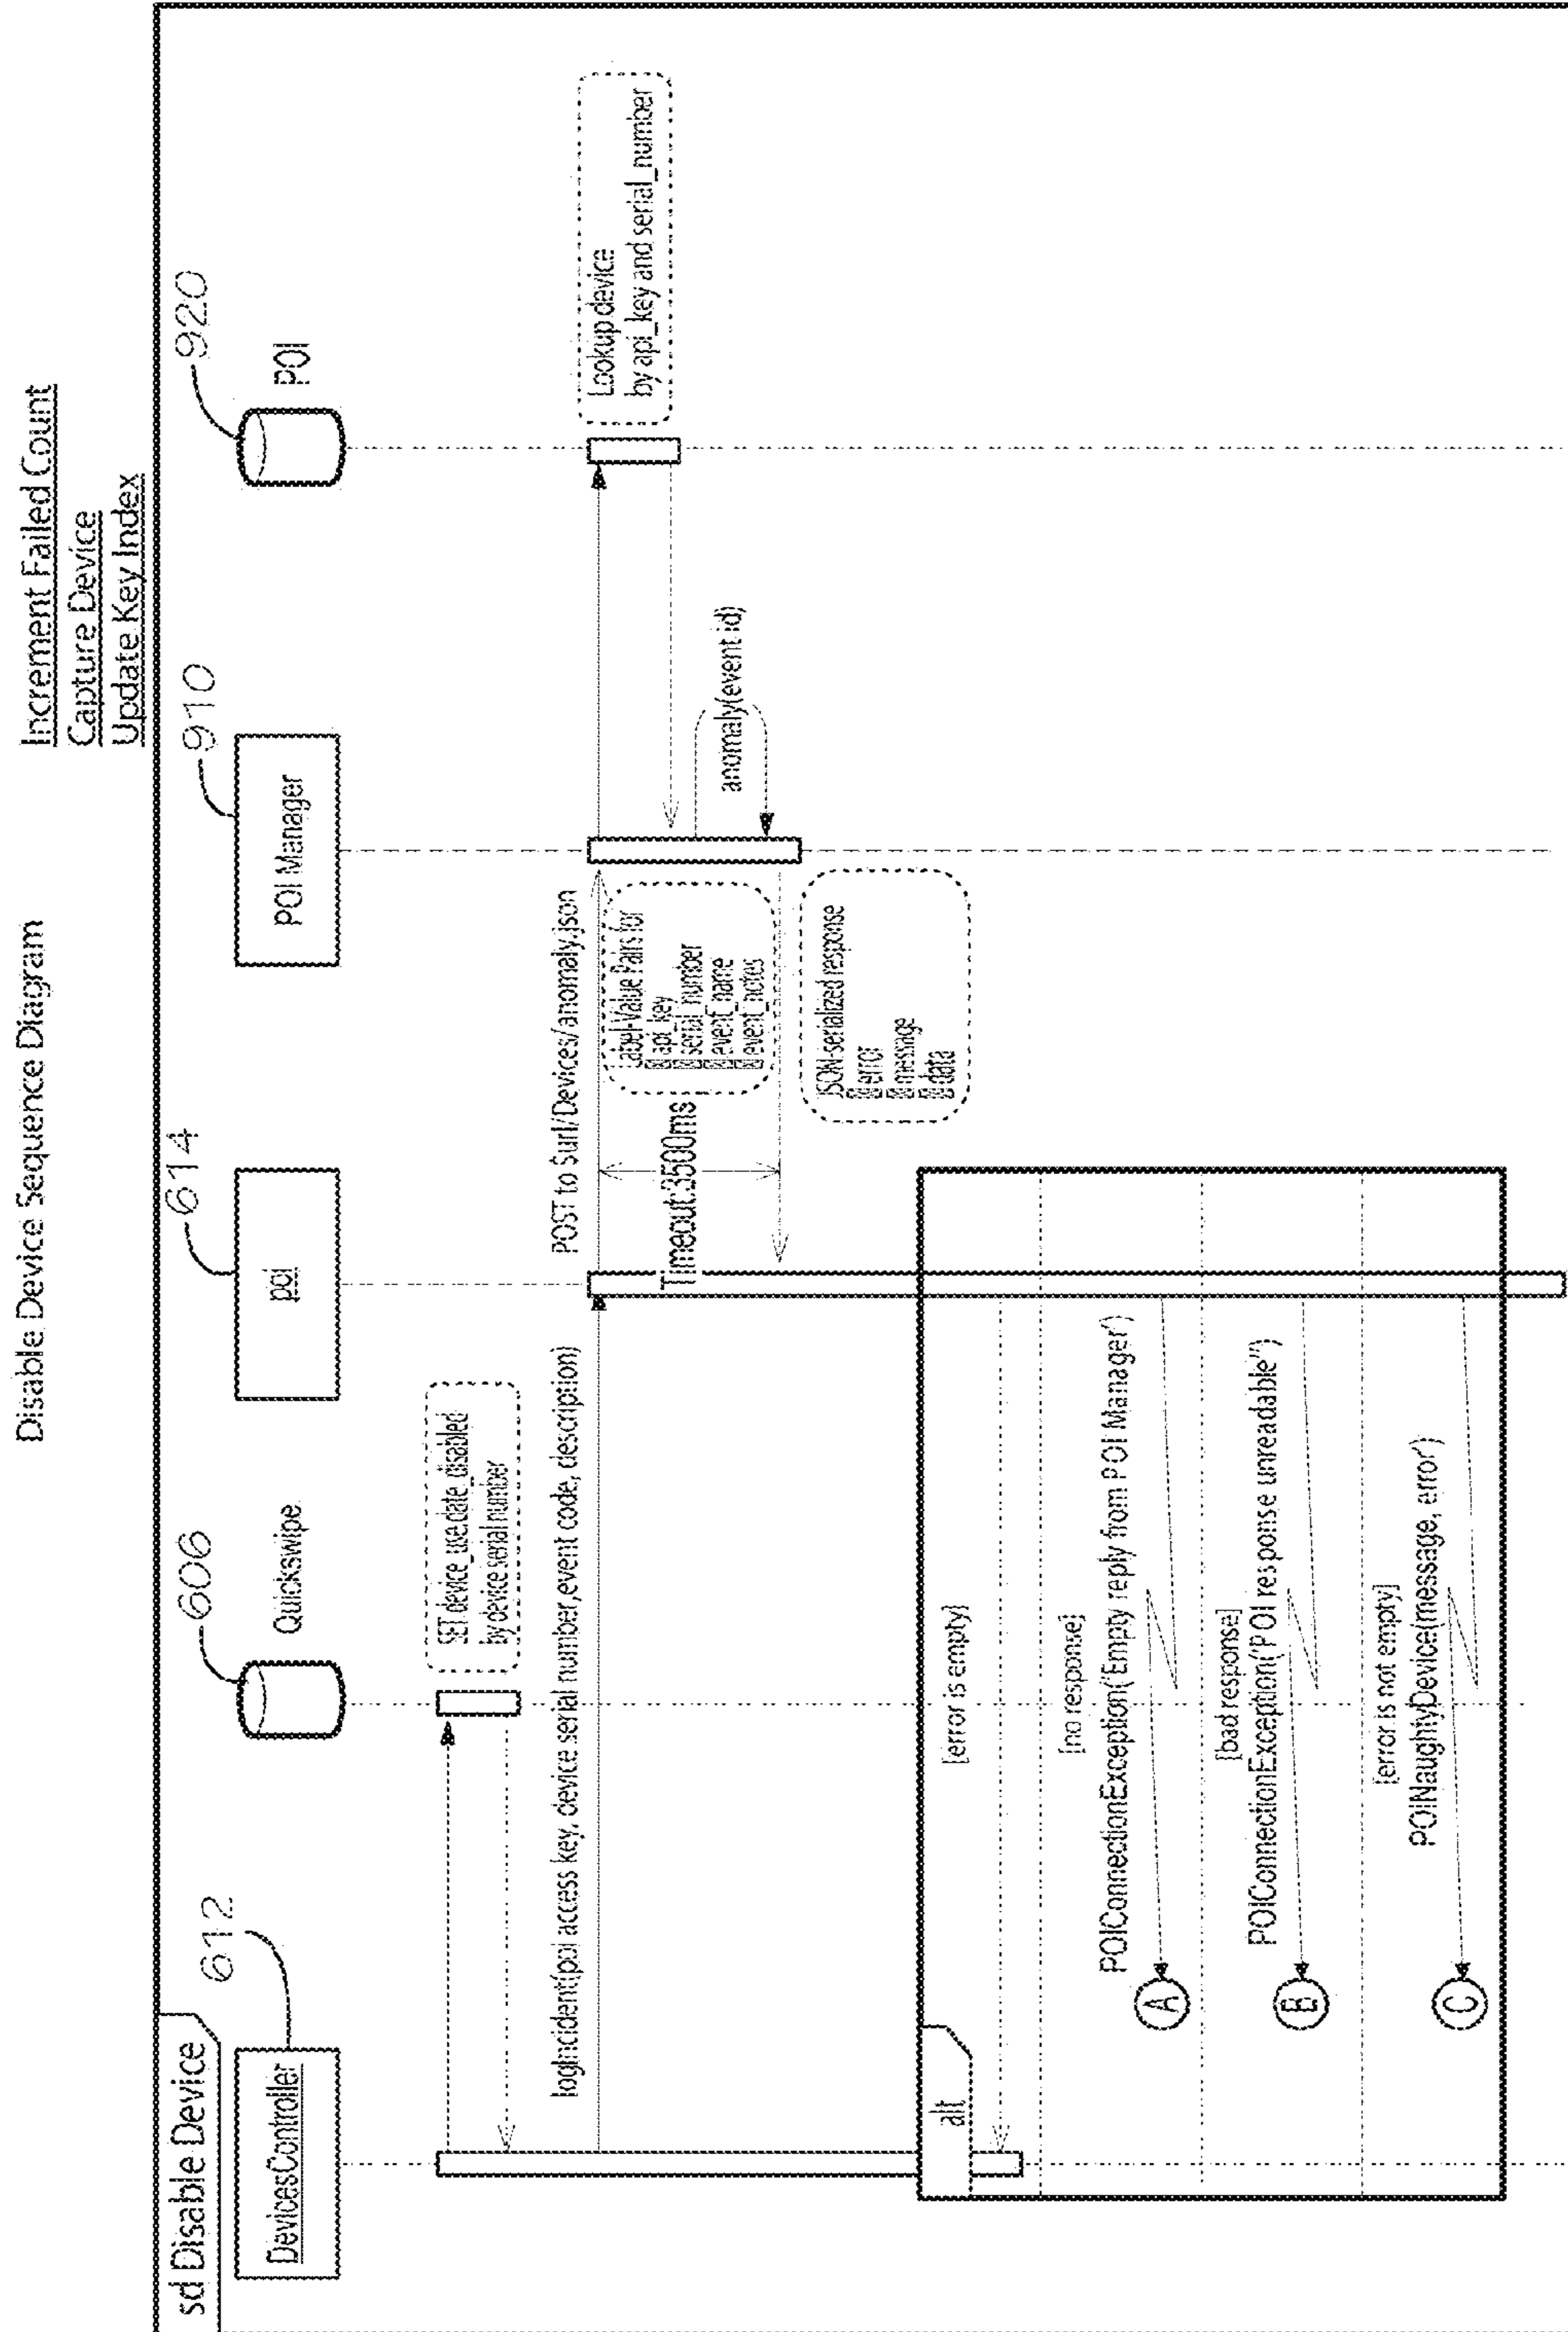 Disable Device Sequence Diagram
Increment Failed Count
Capture Device
Update Key Index
sd Disable Device
612
606
614
910
920
DevicesController
Quickswipe
poi
POI Manager
POI
SET device_use.date_disabled
by device serial number
logIncident(poi access key, device serial number,event code, description)
POST to Surl/Devices/anomaly.json
Lookup device
by api_key and serial_number
Label-Value Pairs for
api_key
serial_number
event_name
event_notes
anomaly(event id)
Timeout:3500ms
JSON-serialized response
error
message
data
alt
[error is empty]
[no response]
POIConnectionException('Empty reply from POI Manager')
A
[bad response]
POIConnectionException('POI response unreadable")
B
[error is not empty]
POINaughtyDevice(message, error')
C